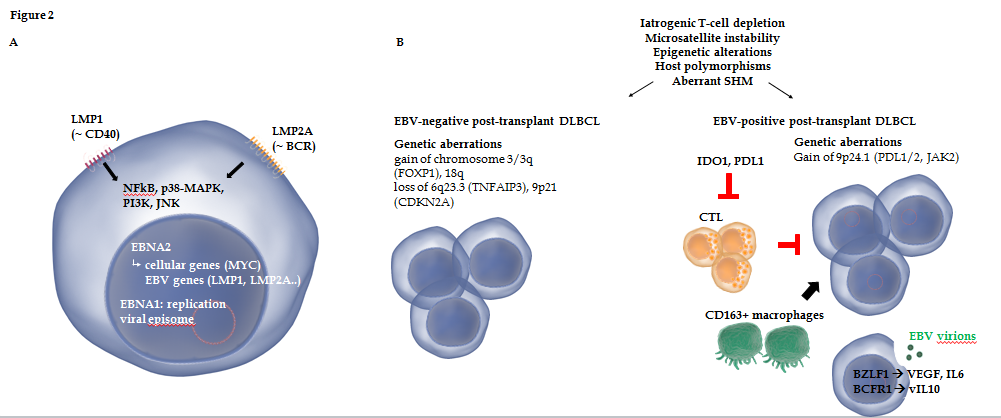 Figure 2
A
LMP1
(~ CD40)
LMP2A
(~ BCR)
NFkB, p38-MAPK,
PI3K, JNK
EBNA2
↳ cellular genes (MYC)
EBV genes (LMP1, LMP2A..)
EBNA1: replication
viral episome
B
Iatrogenic T-cell depletion
Microsatellite instability
Epigenetic alterations
Host polymorphisms
Aberrant SHM
EBV-negative post-transplant DLBCL
Genetic aberrations
gain of chromosome 3/3q
(FOXP1), 18q
loss of 6q23.3 (TNFAIP3), 9p21
(CDKN2A)
EBV-positive post-transplant DLBCL
Genetic aberrations
Gain of 9p24.1 (PDL1/2, JAK2)
IDO1, PDL1
CTL
CD163+ macrophages
EBV virions
BZLF1 → VEGF, IL6
BCFR1 → vIL10